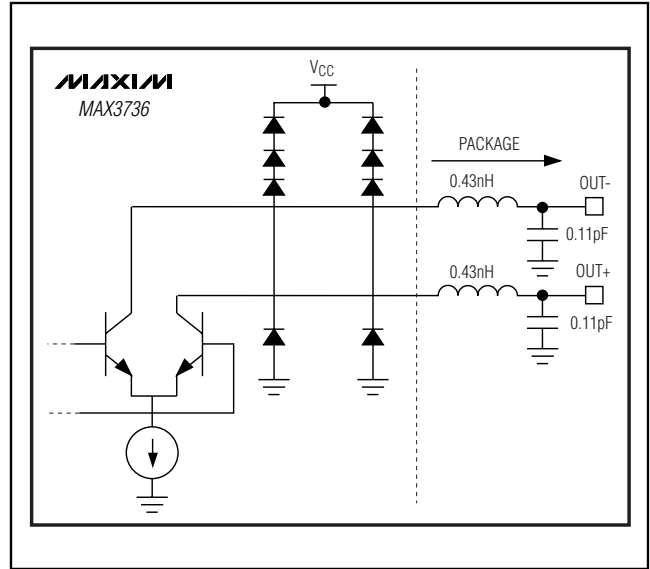 MAXIM
MAX3736
VCC
PACKAGE
0.43nH
OUT-
0.11pF
0.43nH
OUT+
0.11pF